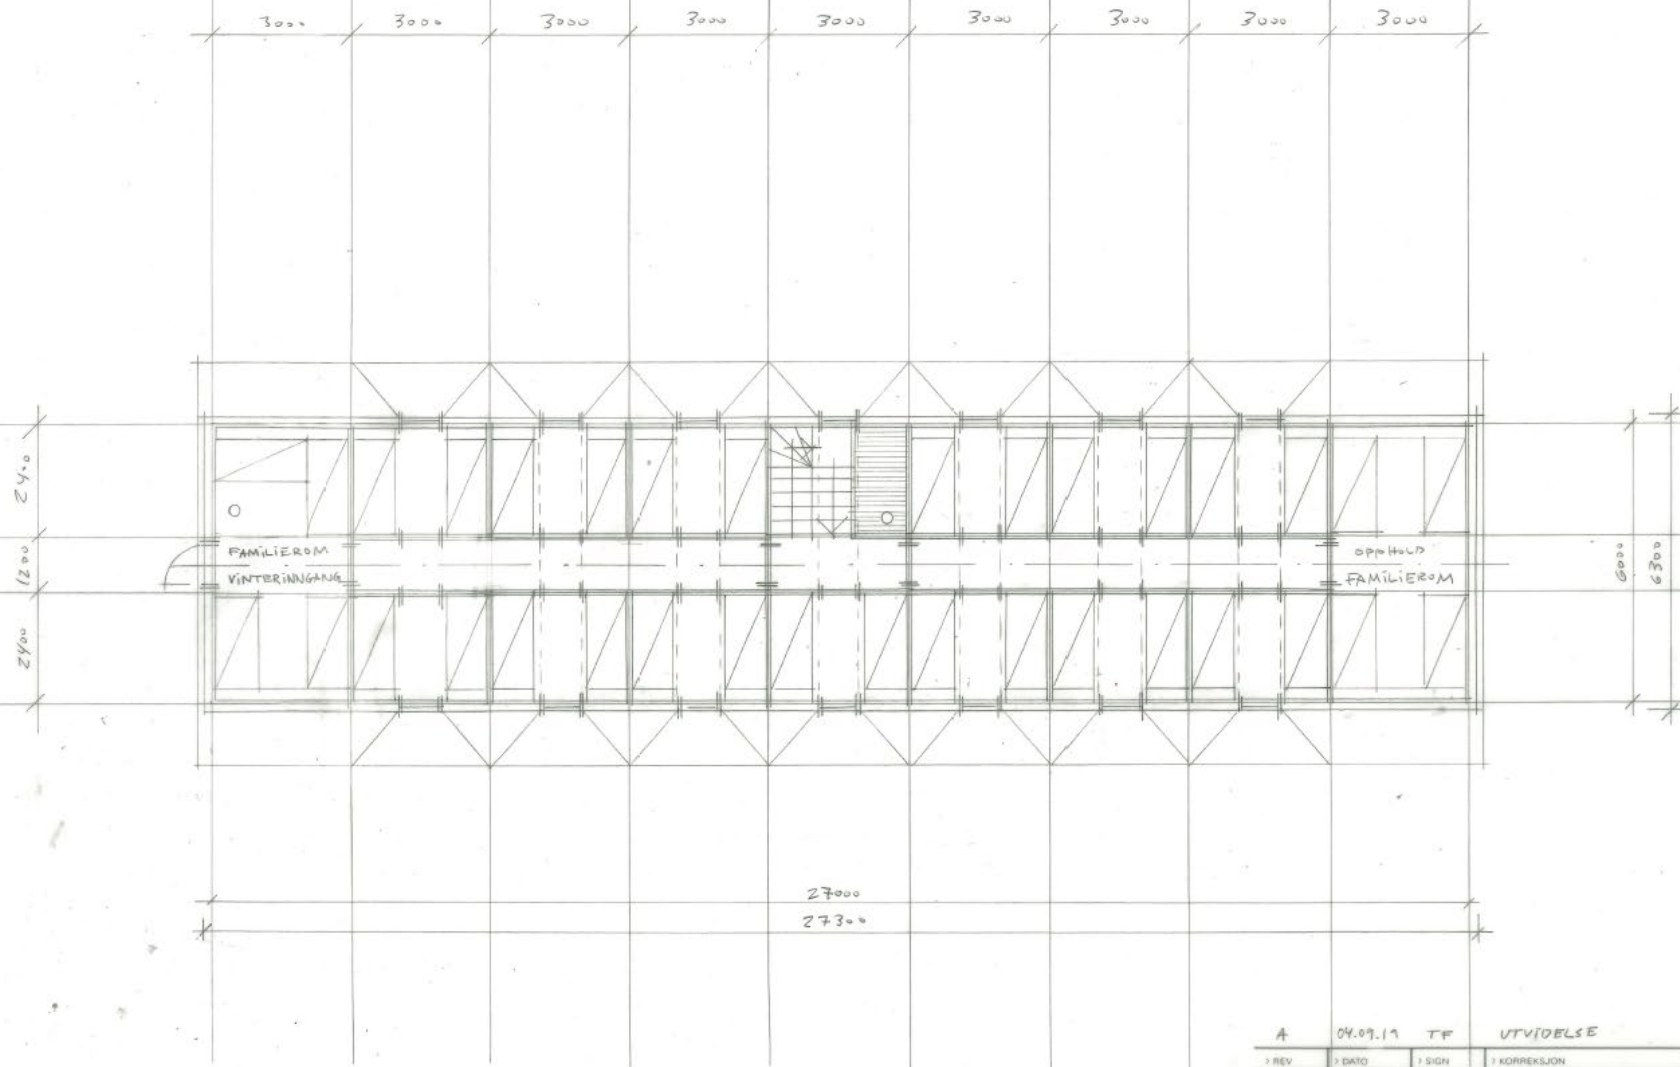 3000 3000 3000 3000 3000 3000 3000 3000 3000
2400
1200
2400
FAMILIEROM
VINTERINNGANG
OPPHOLD
FAMILIEROM
6000
6300
27000
27300
A 04.09.19 TF UTVIDELSE
> REV > DATO > SIGN > KORREKSJON